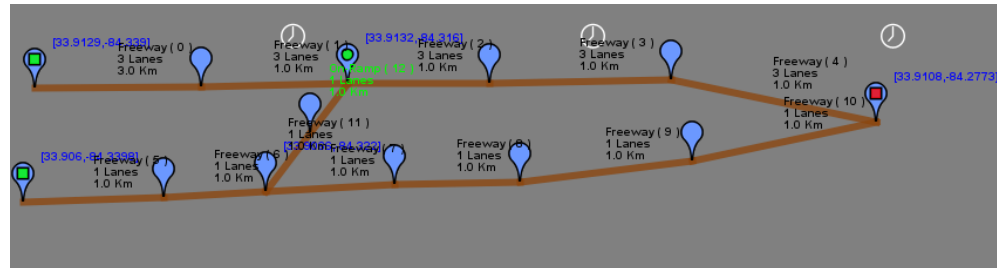 [33.9129,-84.339]
Freeway ( 0 )
3 Lanes
3.0 Km
Freeway ( 1 )
3 Lanes
1.0 Km
[33.9132,-84.316]
On Ramp ( 12 )
1 Lanes
1.0 Km
Freeway ( 2 )
3 Lanes
1.0 Km
Freeway ( 3 )
3 Lanes
1.0 Km
Freeway ( 4 )
3 Lanes
1.0 Km
[33.9108,-84.2773]
Freeway ( 10 )
1 Lanes
1.0 Km
Freeway ( 11 )
1 Lanes
1.0 Km
[33.906,-84.3398]
Freeway ( 5 )
1 Lanes
1.0 Km
Freeway ( 6 )
1 Lanes
1.0 Km
Freeway ( 7 )
1 Lanes
1.0 Km
Freeway ( 8 )
1 Lanes
1.0 Km
Freeway ( 9 )
1 Lanes
1.0 Km